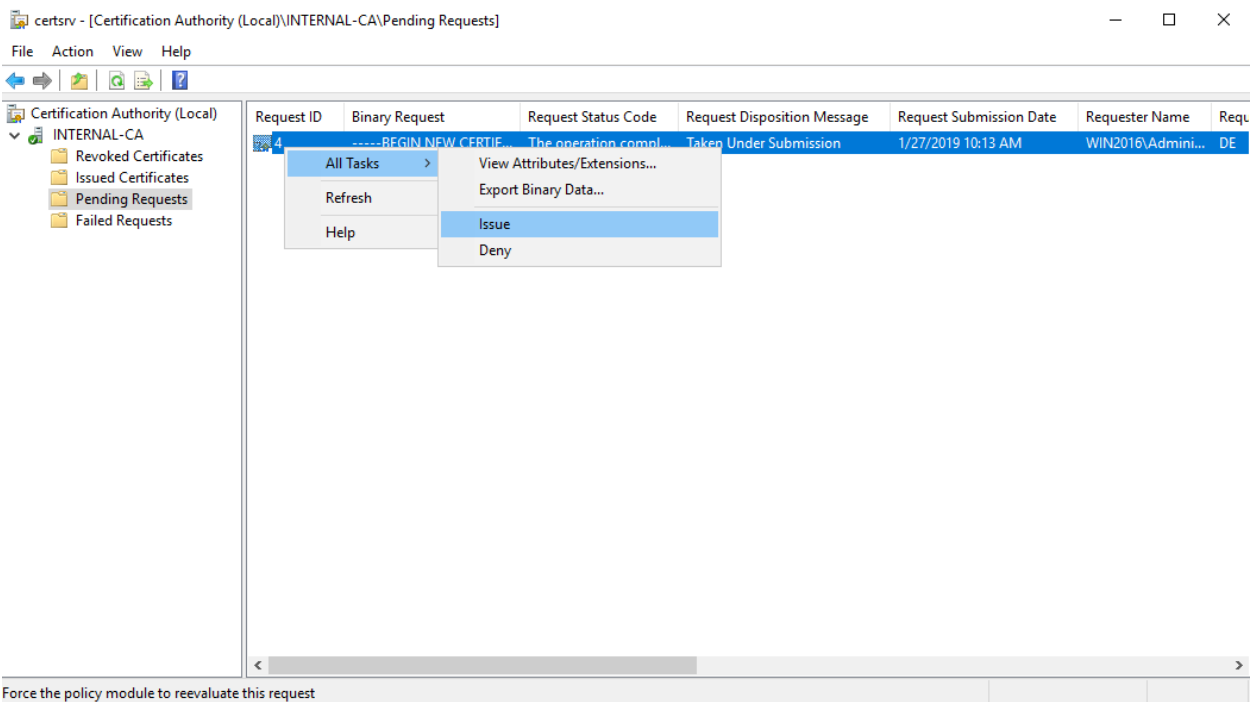 certsrv - [Certification Authority (Local)\INTERNAL-CA\Pending Requests]
File Action View Help
Certification Authority (Local)
INTERNAL-CA
Revoked Certificates
Issued Certificates
Pending Requests
Failed Requests
Request ID Binary Request Request Status Code Request Disposition Message Request Submission Date Requester Name Requ
4 -----BEGIN NEW CERTIF... The operation compl... Taken Under Submission 1/27/2019 10:13 AM WIN2016\Admini... DE
All Tasks
Refresh
Help
View Attributes/Extensions...
Export Binary Data...
Issue
Deny
Force the policy module to reevaluate this request